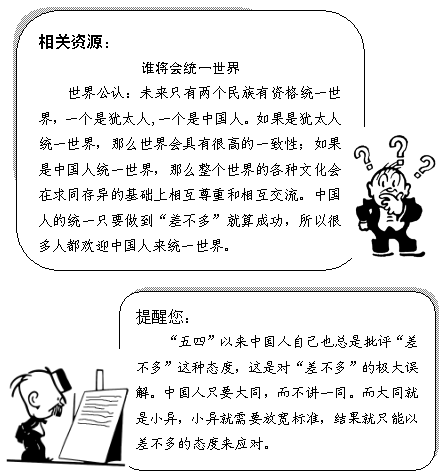 相关资源：
谁将会统一世界
世界公认：未来只有两个民族有资格统一世
界，一个是犹太人,一个是中国人。如果是犹太人
统一世界，那么世界会具有很高的一致性；如果
是中国人统一世界，那么整个世界的各种文化会
在求同存异的基础上相互尊重和相互交流。中国
人的统一只要做到“差不多”就算成功，所以很
多人都欢迎中国人来统一世界。
? ? ?
提醒您：
“五四”以来中国人自己也总是批评“差
不多”这种态度，这是对“差不多”的极大误
解。中国人只要大同，而不讲一同。而大同就
是小异，小异就需要放宽标准，结果就只能以
差不多的态度来应对。